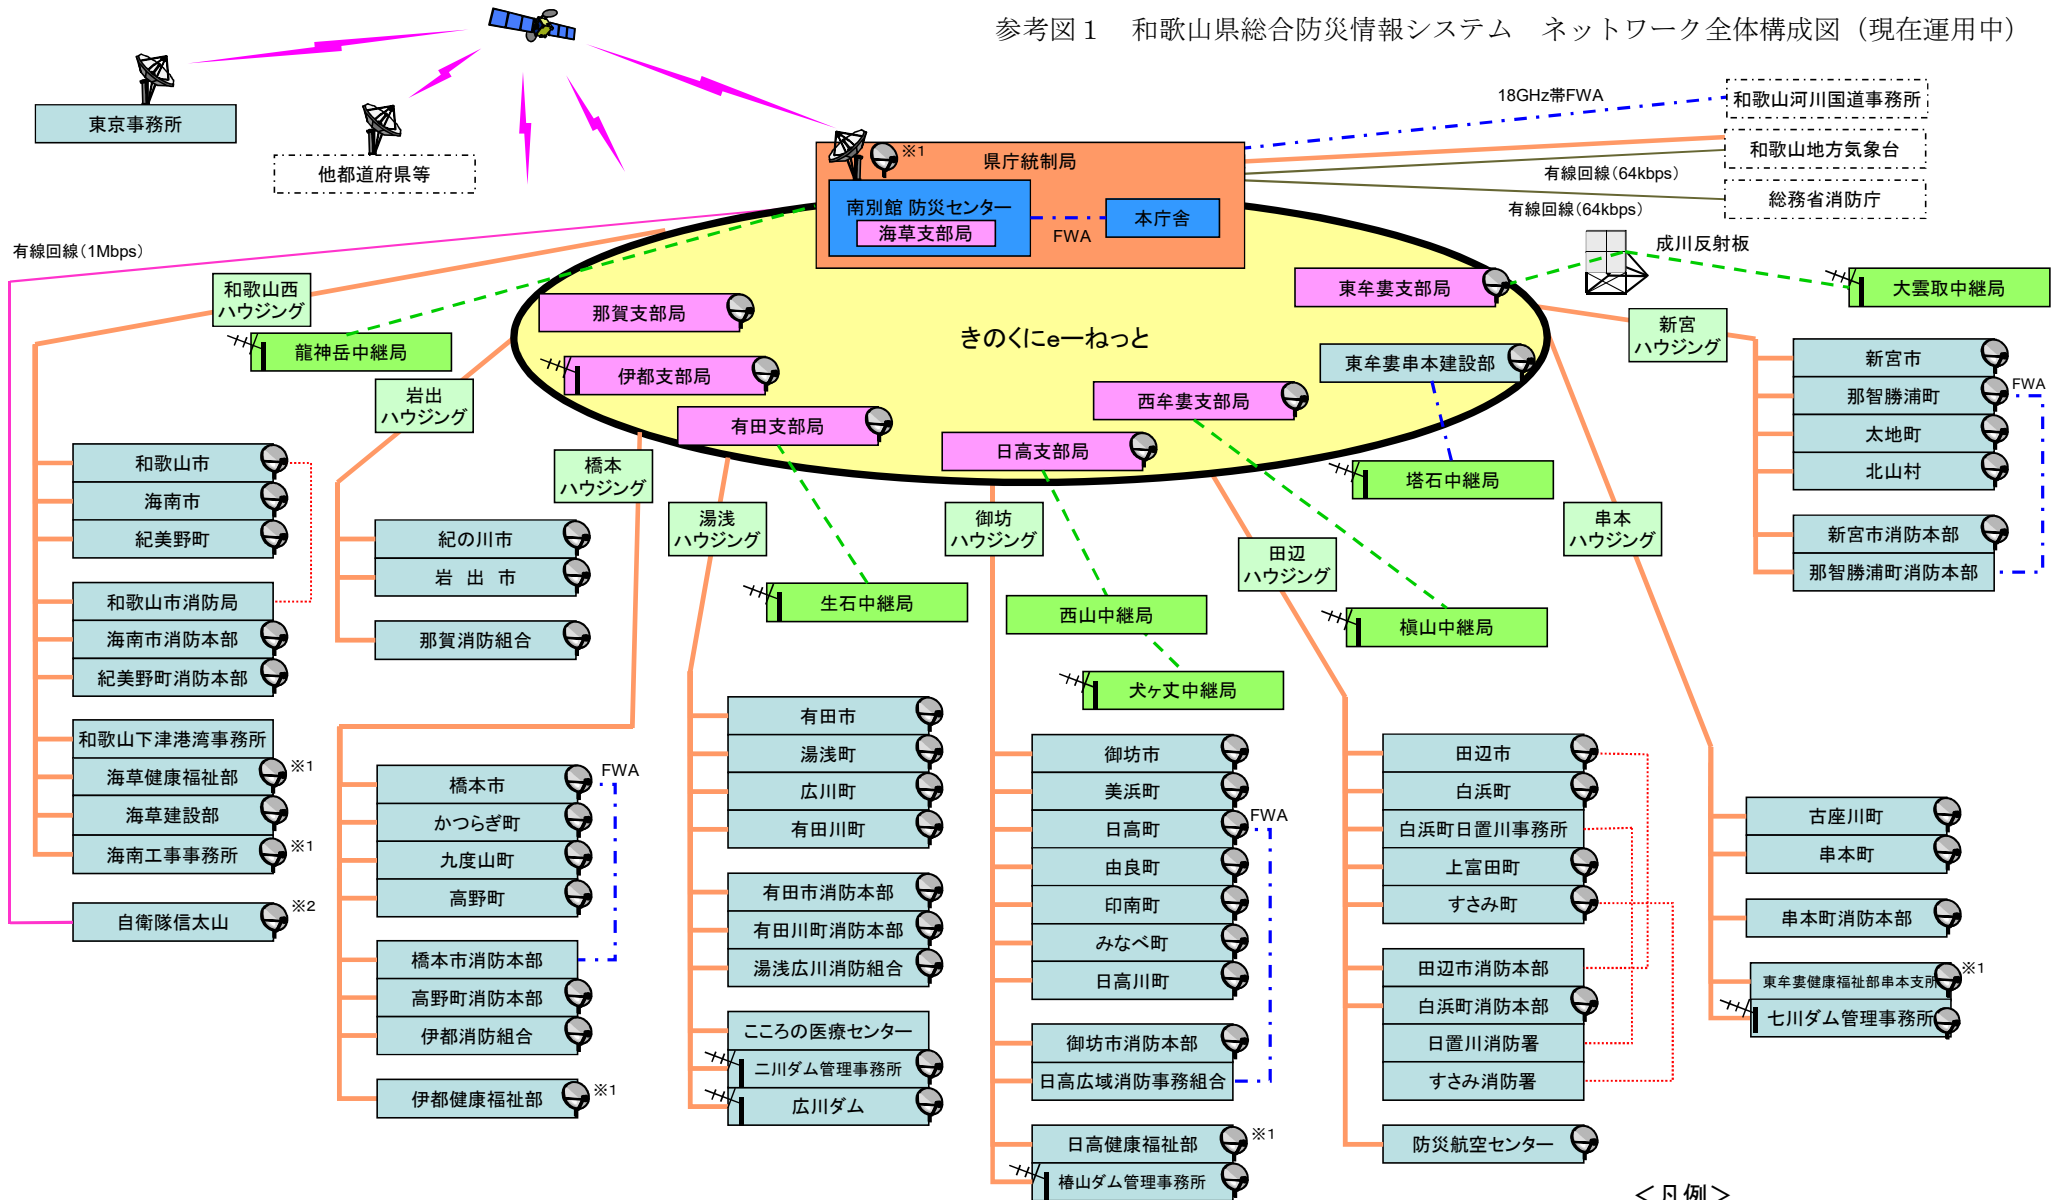 参考図1　和歌山県総合防災情報システム　ネットワーク全体構成図（現在運用中）
東京事務所
他都道府県等
18GHz帯FWA
和歌山河川国道事務所
和歌山地方気象台
総務省消防庁
有線回線(64kbps)
有線回線(64kbps)
※1
県庁統制局
南別館 防災センター
海草支部局
FWA
本庁舎
有線回線(1Mbps)
成川反射板
大雲取中継局
和歌山西
ハウジング
龍神岳中継局
那賀支部局
伊都支部局
有田支部局
日高支部局
西牟婁支部局
東牟婁支部局
東牟婁串本建設部
きのくにeーねっと
新宮
ハウジング
新宮市
那智勝浦町
FWA
太地町
北山村
新宮市消防本部
那智勝浦町消防本部
岩出
ハウジング
橋本
ハウジング
湯浅
ハウジング
御坊
ハウジング
田辺
ハウジング
串本
ハウジング
塔石中継局
生石中継局
西山中継局
槇山中継局
犬ヶ丈中継局
和歌山市
海南市
紀美野町
和歌山市消防局
海南市消防本部
紀美野町消防本部
和歌山下津港湾事務所
海草健康福祉部
※1
海草建設部
海南工事事務所
※1
自衛隊信太山
※2
紀の川市
岩 出 市
那賀消防組合
橋本市
FWA
かつらぎ町
九度山町
高野町
橋本市消防本部
高野町消防本部
伊都消防組合
伊都健康福祉部
※1
有田市
湯浅町
広川町
有田川町
有田市消防本部
有田川町消防本部
湯浅広川消防組合
こころの医療センター
二川ダム管理事務所
広川ダム
御坊市
美浜町
日高町
FWA
由良町
印南町
みなべ町
日高川町
御坊市消防本部
日高広域消防事務組合
日高健康福祉部
※1
椿山ダム管理事務所
田辺市
白浜町
白浜町日置川事務所
上富田町
すさみ町
田辺市消防本部
白浜町消防本部
日置川消防署
すさみ消防署
防災航空センター
古座川町
串本町
串本町消防本部
東牟婁健康福祉部串本支所
※1
七川ダム管理事務所
＜凡例＞